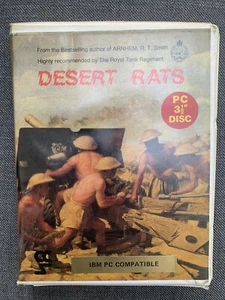 From the Bestselling author of ARNHEM, R. T. Smith
Highly recommended by The Royal Tank Regiment
DESERT RATS
PC
3½"
DISC
IBM PC COMPATIBLE